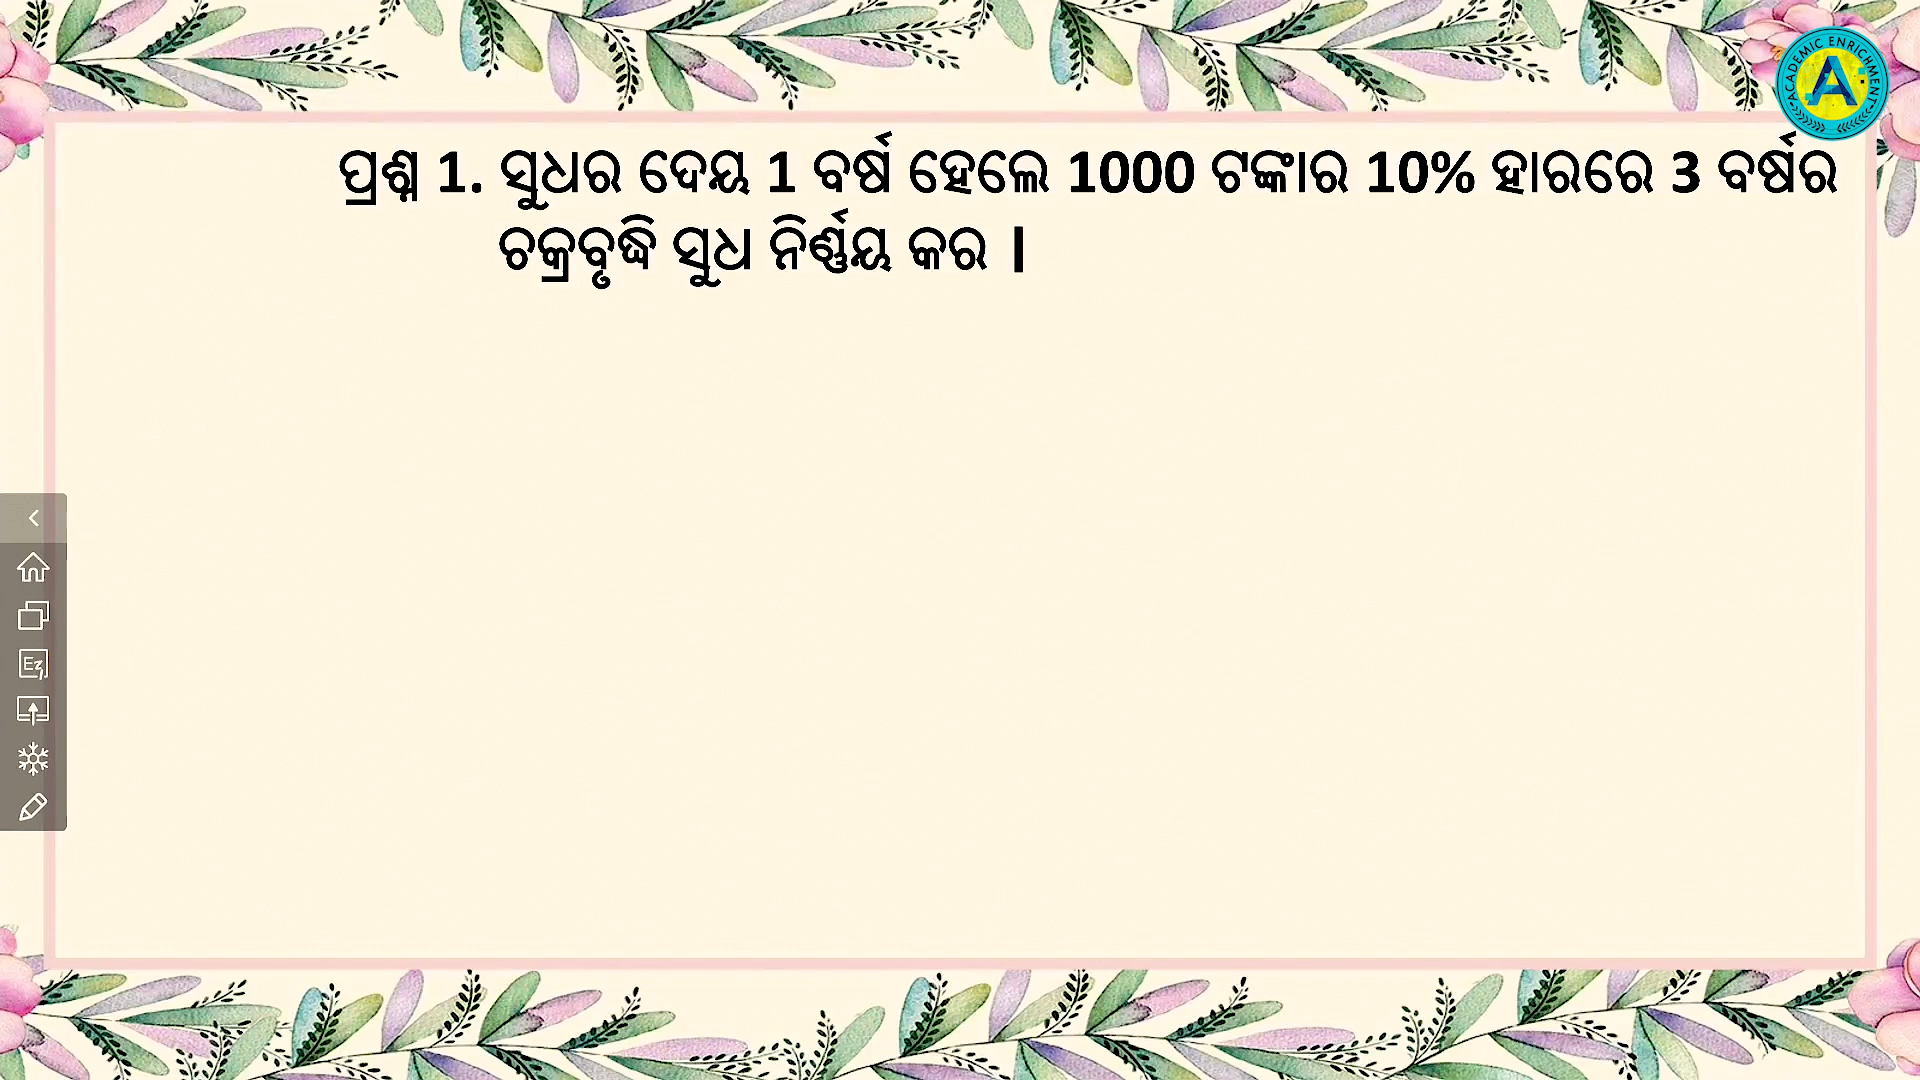 ACADEMIC ENRICHMENT
A
ପ୍ରଶ୍ନ 1. ସୁଧର ଦେୟ 1 ବର୍ଷ ହେଲେ 1000 ଟଙ୍କାର 10% ହାରରେ 3 ବର୍ଷର
ଚକ୍ରବୃଦ୍ଧି ସୁଧ ନିର୍ଣ୍ଣୟ କର |